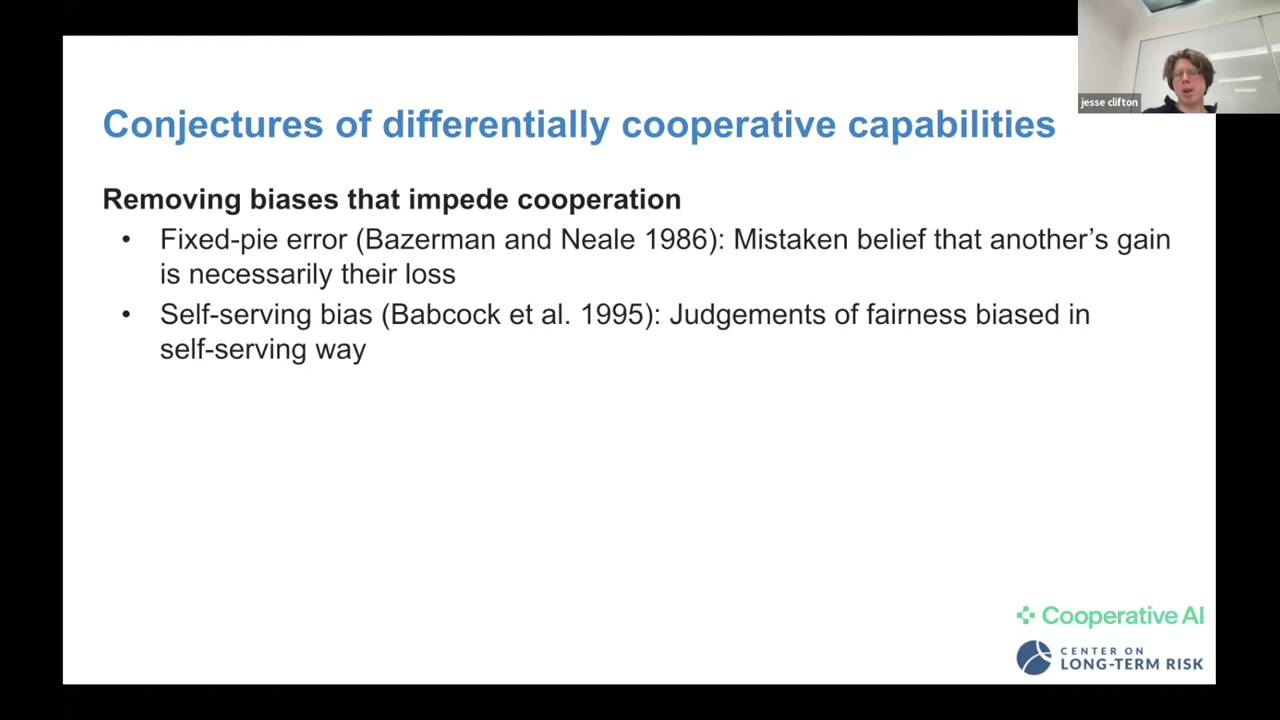 jesse clifton
Conjectures of differentially cooperative capabilities
Removing biases that impede cooperation
• Fixed-pie error (Bazerman and Neale 1986): Mistaken belief that another’s gain
is necessarily their loss
• Self-serving bias (Babcock et al. 1995): Judgements of fairness biased in
self-serving way
Cooperative AI
CENTER ON
LONG-TERM RISK